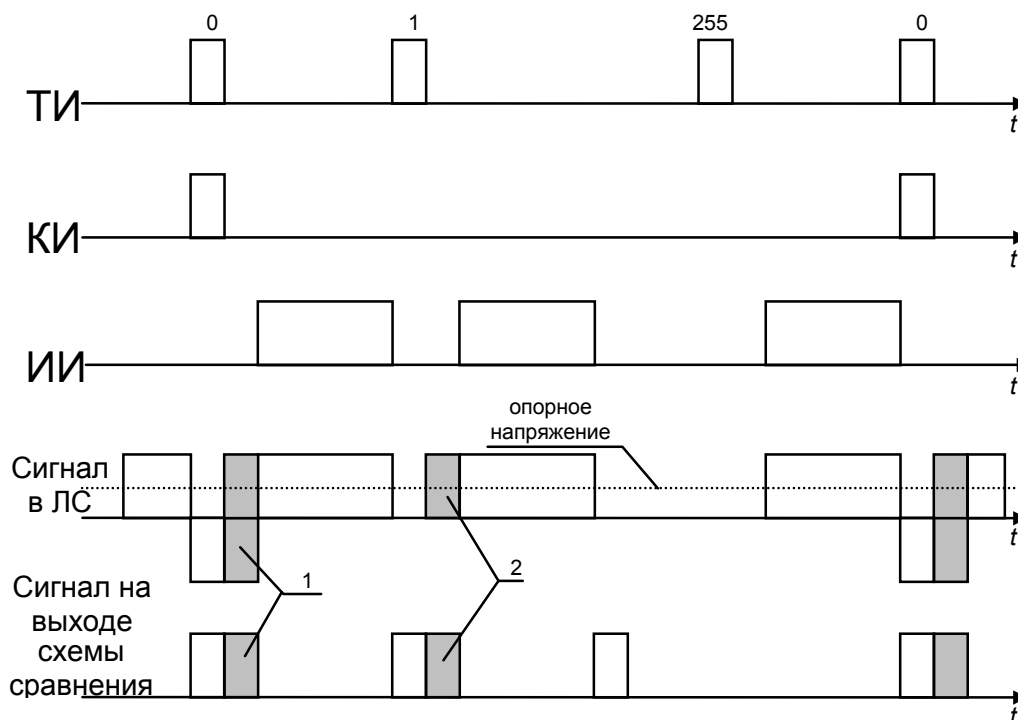 0 1 255 0
ТИ
t
КИ
t
ИИ
t
опорное
напряжение
Сигнал
в ЛС
t
1
2
Сигнал на
выходе
схемы
сравнения
t